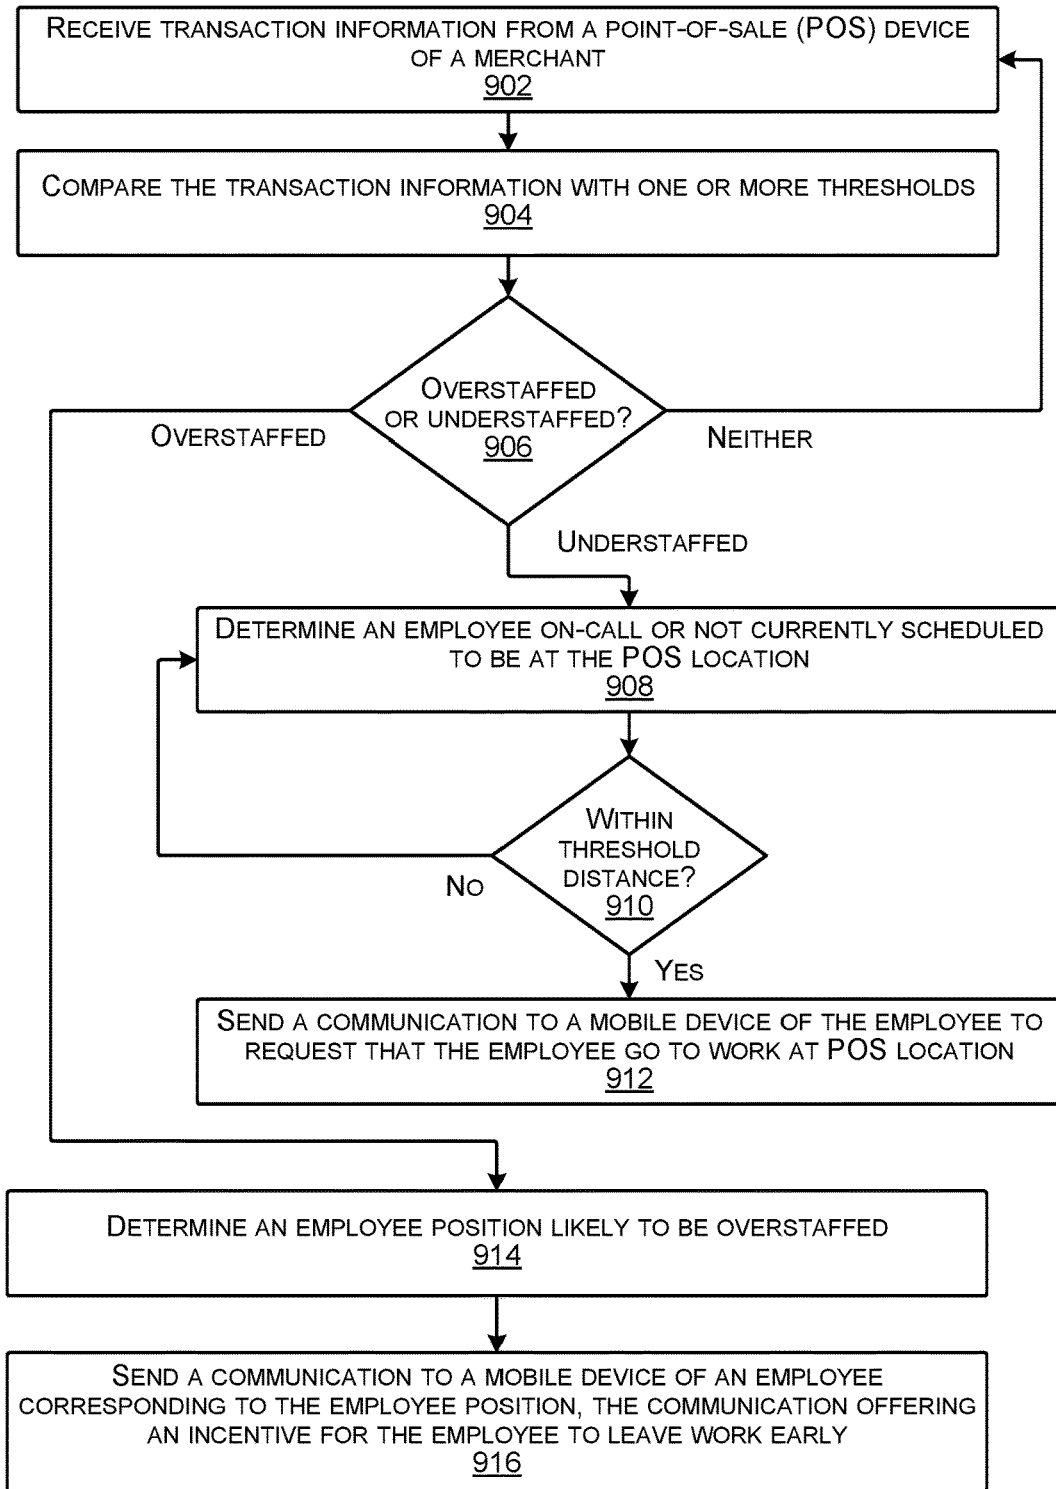 RECEIVE TRANSACTION INFORMATION FROM A POINT-OF-SALE (POS) DEVICE
OF A MERCHANT
902
COMPARE THE TRANSACTION INFORMATION WITH ONE OR MORE THRESHOLDS
904
OVERSTAFFED
OR UNDERSTAFFED?
906
OVERSTAFFED
NEITHER
UNDERSTAFFED
DETERMINE AN EMPLOYEE ON-CALL OR NOT CURRENTLY SCHEDULED
TO BE AT THE POS LOCATION
908
WITHIN
THRESHOLD
DISTANCE?
910
NO
YES
SEND A COMMUNICATION TO A MOBILE DEVICE OF THE EMPLOYEE TO
REQUEST THAT THE EMPLOYEE GO TO WORK AT POS LOCATION
912
DETERMINE AN EMPLOYEE POSITION LIKELY TO BE OVERSTAFFED
914
SEND A COMMUNICATION TO A MOBILE DEVICE OF AN EMPLOYEE
CORRESPONDING TO THE EMPLOYEE POSITION, THE COMMUNICATION OFFERING
AN INCENTIVE FOR THE EMPLOYEE TO LEAVE WORK EARLY
916